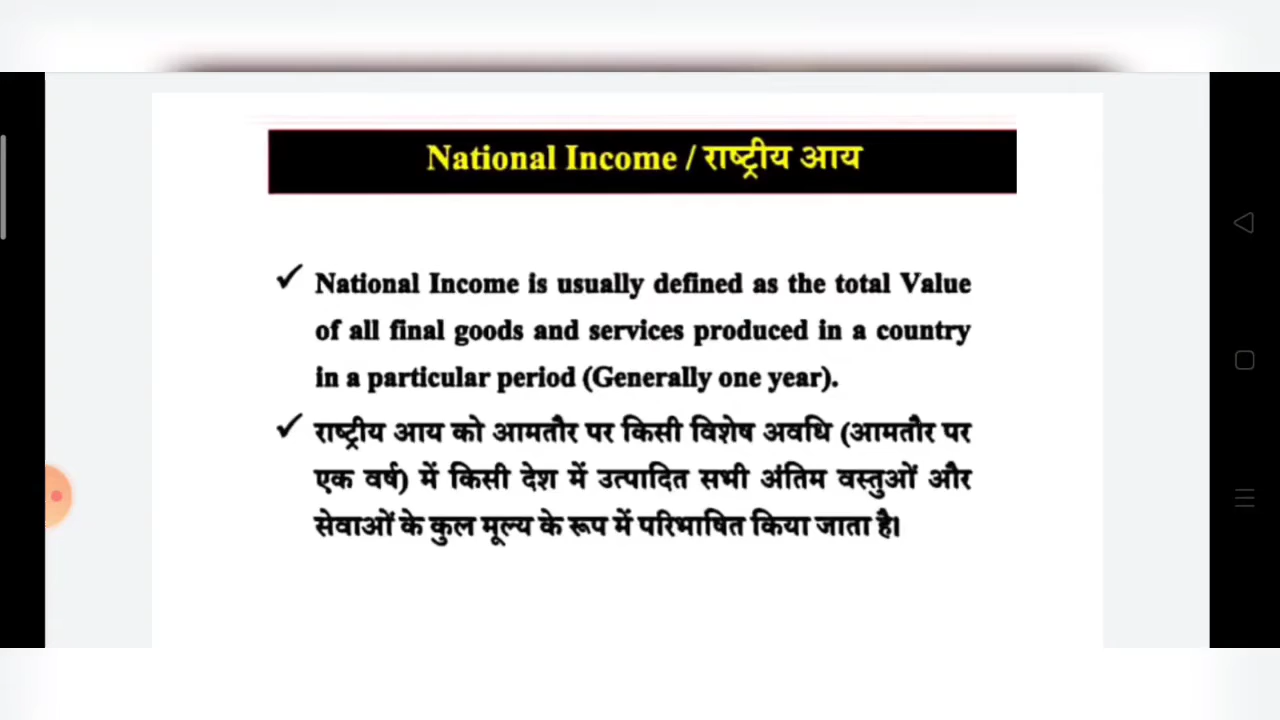 National Income / राष्ट्रीय आय
✓ National Income is usually defined as the total Value
of all final goods and services produced in a country
in a particular period (Generally one year).
✓ राष्ट्रीय आय को आमतौर पर किसी विशेष अवधि (आमतौर पर
एक वर्ष) में किसी देश में उत्पादित सभी अंतिम वस्तुओं और
सेवाओं के कुल मूल्य के रूप में परिभाषित किया जाता है।